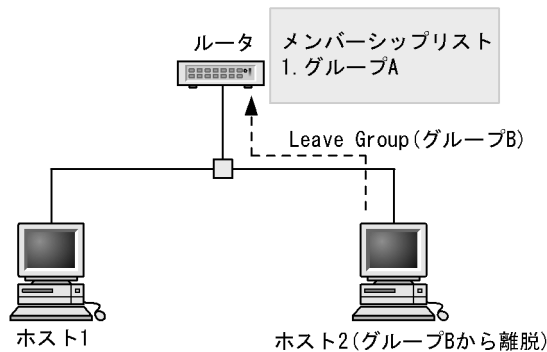 ルータ
メンバーシップリスト
1.グループA
Leave Group(グループB)
ホスト1
ホスト2(グループBから離脱)